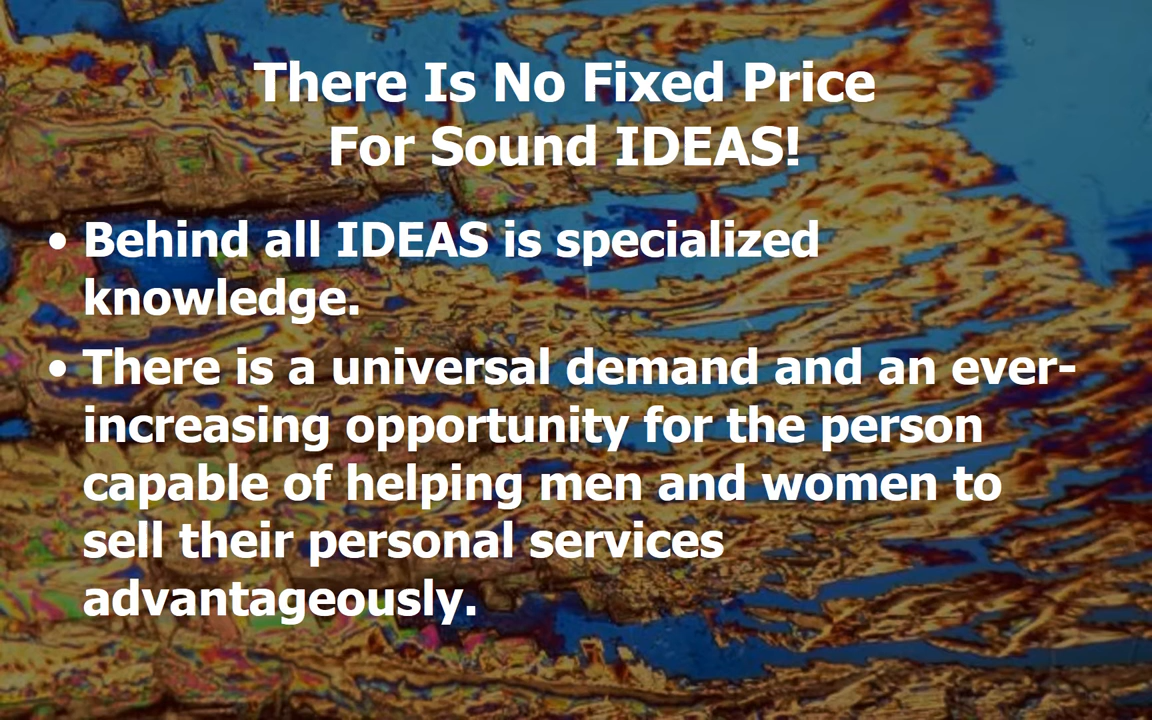 There Is No Fixed Price
For Sound IDEAS!
• Behind all IDEAS is specialized
knowledge.
• There is a universal demand and an ever-
increasing opportunity for the person
capable of helping men and women to
sell their personal services
advantageously.